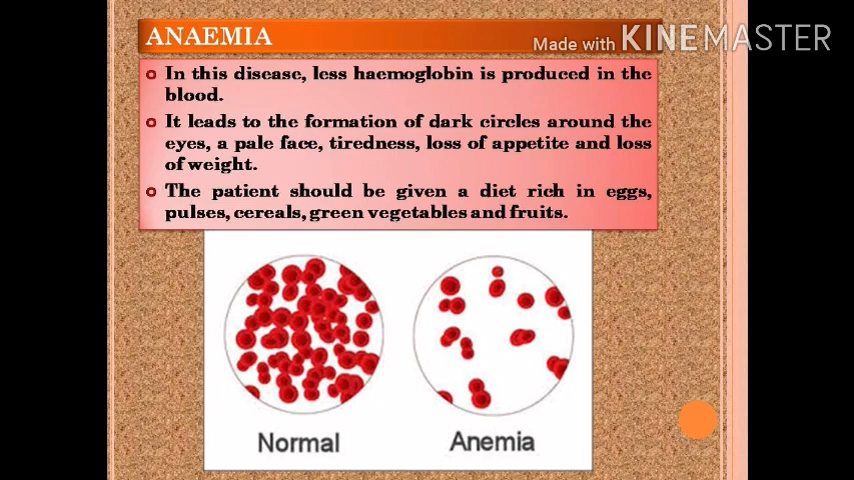 ANAEMIA
Made with KINEMASTER
In this disease, less haemoglobin is produced in the
blood.
It leads to the formation of dark circles around the
eyes, a pale face, tiredness, loss of appetite and loss
of weight.
The patient should be given a diet rich in eggs,
pulses, cereals, green vegetables and fruits.
Normal
Anemia